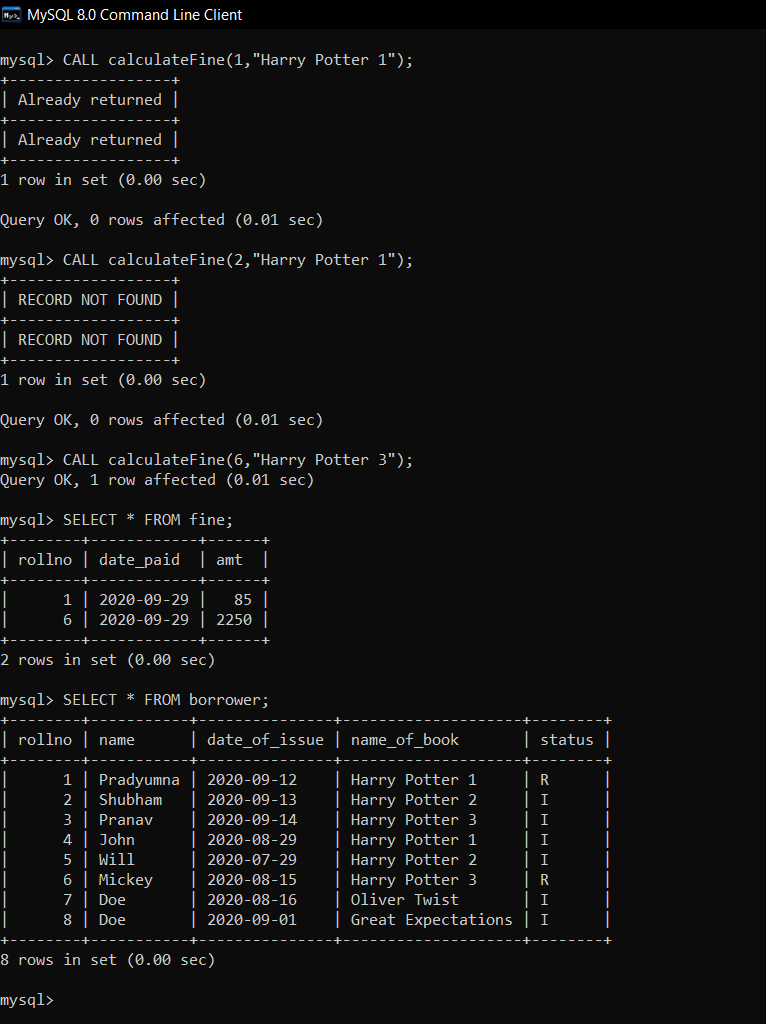 MySQL 8.0 Command Line Client
mysql> CALL calculateFine(1,"Harry Potter 1");
+------------------+
| Already returned |
+------------------+
| Already returned |
+------------------+
1 row in set (0.00 sec)

Query OK, 0 rows affected (0.01 sec)

mysql> CALL calculateFine(2,"Harry Potter 1");
+------------------+
| RECORD NOT FOUND |
+------------------+
| RECORD NOT FOUND |
+------------------+
1 row in set (0.00 sec)

Query OK, 0 rows affected (0.01 sec)

mysql> CALL calculateFine(6,"Harry Potter 3");
Query OK, 1 row affected (0.01 sec)

mysql> SELECT * FROM fine;
+--------+------------+------+
| rollno | date_paid  | amt  |
+--------+------------+------+
|      1 | 2020-09-29 |   85 |
|      6 | 2020-09-29 | 2250 |
+--------+------------+------+
2 rows in set (0.00 sec)

mysql> SELECT * FROM borrower;
+--------+-----------+---------------+--------------------+--------+
| rollno | name      | date_of_issue | name_of_book       | status |
+--------+-----------+---------------+--------------------+--------+
|      1 | Pradyumna | 2020-09-12    | Harry Potter 1     | R      |
|      2 | Shubham   | 2020-09-13    | Harry Potter 2     | I      |
|      3 | Pranav    | 2020-09-14    | Harry Potter 3     | I      |
|      4 | John      | 2020-08-29    | Harry Potter 1     | I      |
|      5 | Will      | 2020-07-29    | Harry Potter 2     | I      |
|      6 | Mickey    | 2020-08-15    | Harry Potter 3     | R      |
|      7 | Doe       | 2020-08-16    | Oliver Twist       | I      |
|      8 | Doe       | 2020-09-01    | Great Expectations | I      |
+--------+-----------+---------------+--------------------+--------+
8 rows in set (0.00 sec)

mysql>